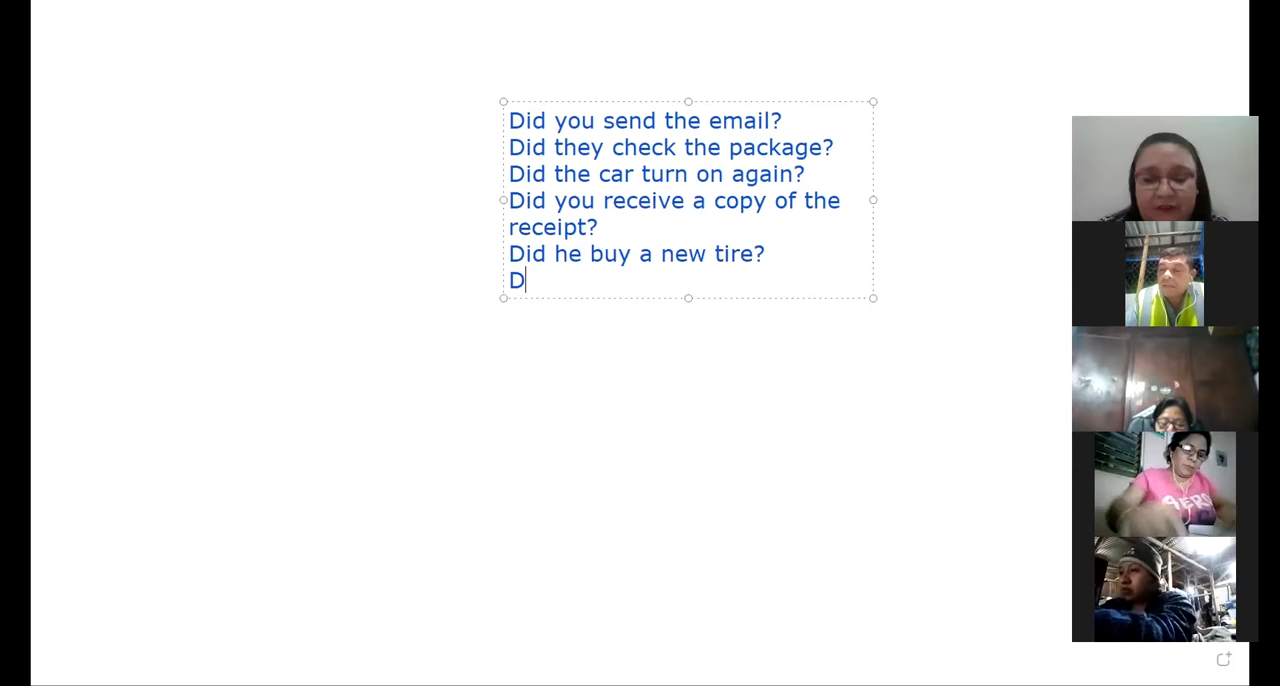 Did you send the email?
Did they check the package?
Did the car turn on again?
Did you receive a copy of the
receipt?
Did he buy a new tire?
D